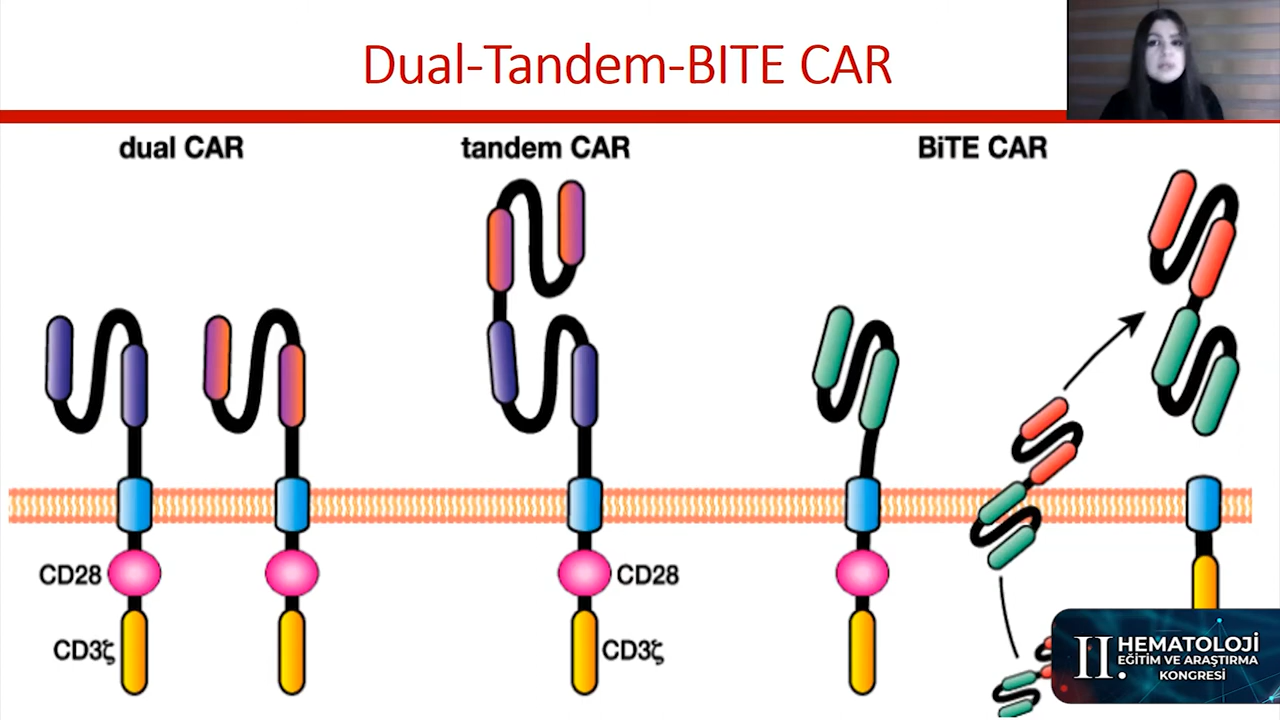 Dual-Tandem-BITE CAR
dual CAR
tandem CAR
BiTE CAR
CD28
CD28
CD3ζ
CD3ζ
II. HEMATOLOJİ
EĞİTİM VE ARAŞTIRMA
KONGRESİ